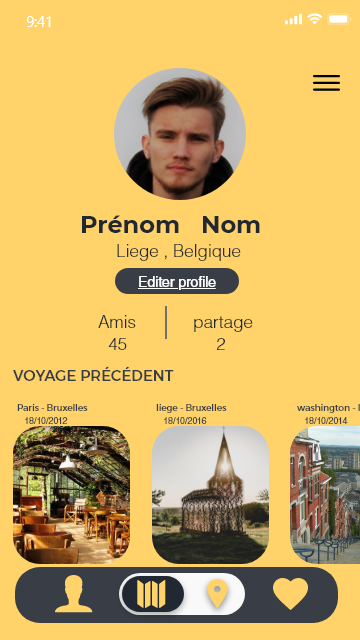 9:41
Prénom Nom
Liege , Belgique
Editer profile
Amis partage
45 2
VOYAGE PRÉCÉDENT
Paris - Bruxelles liege - Bruxelles washington -
18/10/2012 18/10/2016 18/10/2014